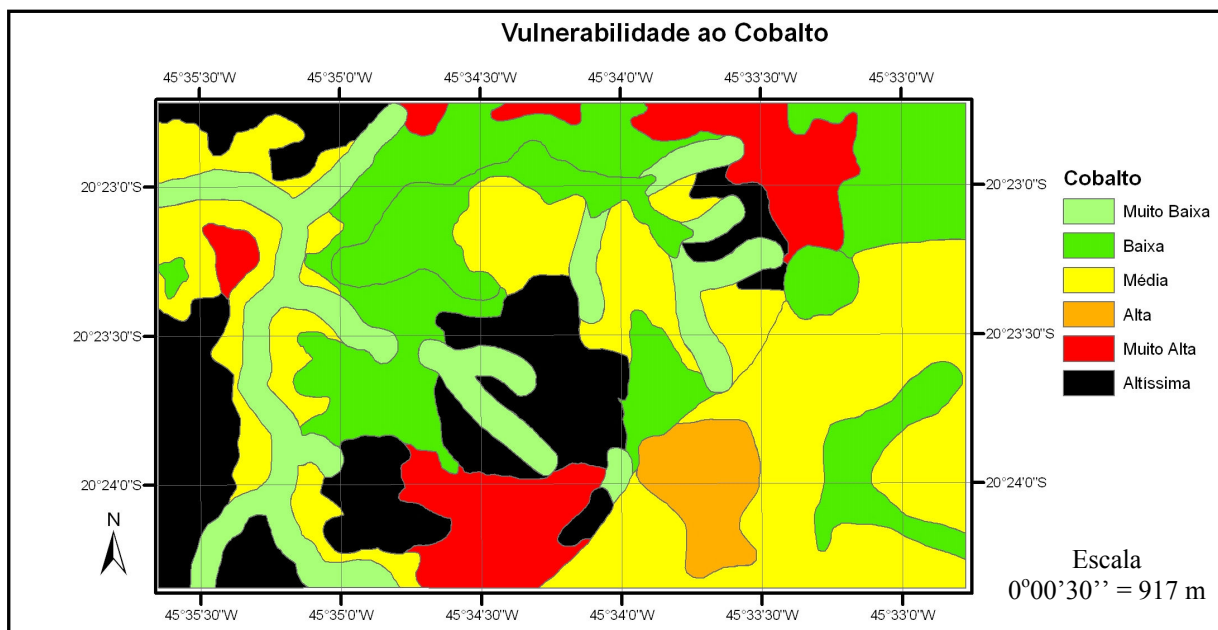 Vulnerabilidade ao Cobalto
45°35'30"W 45°35'0"W 45°34'30"W 45°34'0"W 45°33'30"W 45°33'0"W
20°23'0"S 20°23'0"S
20°23'30"S 20°23'30"S
20°24'0"S 20°24'0"S
Cobalto
Muito Baixa
Baixa
Média
Alta
Muito Alta
Altíssima
N
Escala
0º00'30'' = 917 m
45°35'30"W 45°35'0"W 45°34'30"W 45°34'0"W 45°33'30"W 45°33'0"W